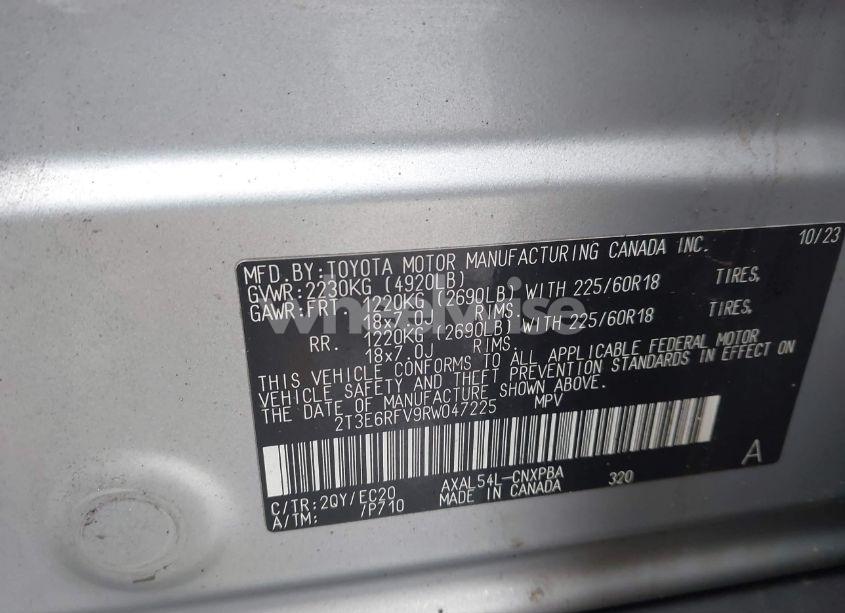 MFD.BY:TOYOTA MOTOR MANUFACTURING CANADA INC. 10/23
GVWR:2230KG (4920LB)
GAWR:FRT- 1220KG (2690LB) WITH 225/60R18 TIRES,
18x7.0J RIMS.
RR. 1220KG (2690LB) WITH 225/60R18 TIRES,
18x7.0J RIMS.
THIS VEHICLE CONFORMS TO ALL APPLICABLE FEDERAL MOTOR
VEHICLE SAFETY AND THEFT PREVENTION STANDARDS IN EFFECT ON
THE DATE OF MANUFACTURE SHOWN ABOVE.
2T3E6RFV9RW047225 MPV
C/TR:2QY/EC20 AXAL54L-CNXPBA 320 A
A/TM: /P710 MADE IN CANADA
wheelwise